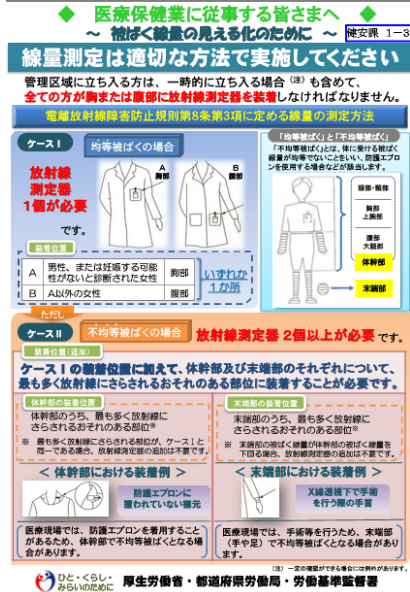 ◆ 医療保健業に従事する皆さまへ ◆
～ 被ばく線量の見える化のために ～
健安課 1－3
線量測定は適切な方法で実施してください
管理区域に立ち入る方は、一時的に立ち入る場合（注）も含めて、
全ての方が胸または腹部に放射線測定器を装着しなければなりません。
電離放射線障害防止規則第8条第3項に定める線量の測定方法
ケースⅠ 均等被ばくの場合
放射線
測定器
1個が必要
です。
A
胸部
B
腹部
装着位置
A 男性、または妊娠する可能
性がないと診断された女性 胸部
B A以外の女性 腹部
いずれか
1か所
「均等被ばく」と「不均等被ばく」
「不均等被ばく」とは、体に受ける被ばく
線量が均等でないことをいい、防護エプロ
ンを使用する場合などが該当します。
頭部・頸部
胸部
上腕部
腹部
大腿部
体幹部
末端部
ただし
ケースⅡ 不均等被ばくの場合 放射線測定器 2個以上が必要 です。
装着位置(追加)
ケースⅠの装着位置に加えて、体幹部及び末端部のそれぞれについて、
最も多く放射線にさらされるおそれのある部位に装着することが必要です。
体幹部の装着位置
体幹部のうち、最も多く放射線に
さらされるおそれのある部位※
※ 最も多く放射線にさらされる部位が、ケースⅠと
同一である場合、放射線測定器の追加は不要です。
＜ 体幹部における装着例 ＞
防護エプロンに
覆われていない襟元
医療現場では、防護エプロンを着用すること
があるため、体幹部で不均等被ばくとなる場
合があります。
末端部の装着位置
末端部のうち、最も多く放射線に
さらされるおそれのある部位※
※ 末端部の被ばく線量が体幹部の被ばく線量を
下回る場合、放射線測定器の追加は不要です。
＜ 末端部における装着例 ＞
X線透視下で手術
を行う際の手首
医療現場では、手術等を行うため、末端部
（手や足）で不均等被ばくとなる場合があり
ます。
（注） 一定の確認ができる場合には例外があります。
ひと・くらし・
みらいのために
厚生労働省・都道府県労働局・労働基準監督署